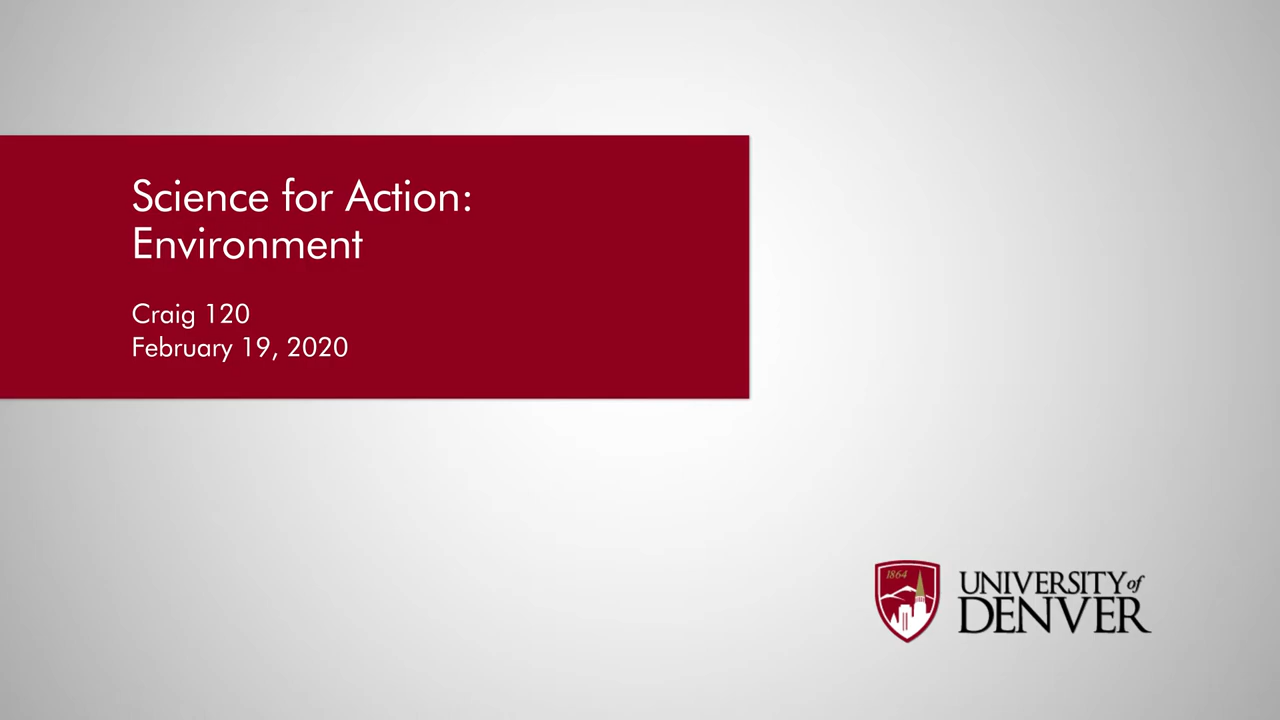 Science for Action:
Environment
Craig 120
February 19, 2020
1864
UNIVERSITY of
DENVER